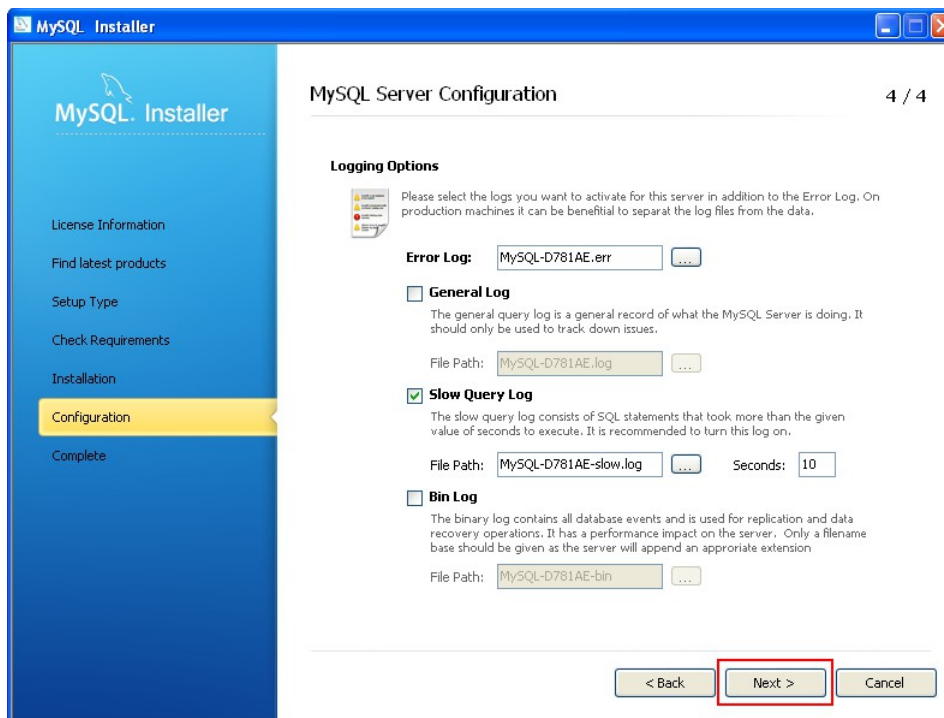 MySQL Installer
MySQL. Installer
License Information
Find latest products
Setup Type
Check Requirements
Installation
Configuration
Complete
MySQL Server Configuration
4 / 4
Logging Options
Please select the logs you want to activate for this server in addition to the Error Log. On
production machines it can be benefitial to separat the log files from the data.
Error Log: MySQL-D781AE.err ...
General Log
The general query log is a general record of what the MySQL Server is doing. It
should only be used to track down issues.
File Path: MySQL-D781AE.log ...
Slow Query Log
The slow query log consists of SQL statements that took more than the given
value of seconds to execute. It is recommended to turn this log on.
File Path: MySQL-D781AE-slow.log ... Seconds: 10
Bin Log
The binary log contains all database events and is used for replication and data
recovery operations. It has a performance impact on the server. Only a filename
base should be given as the server will append an approriate extension
File Path: MySQL-D781AE-bin ...
< Back Next > Cancel